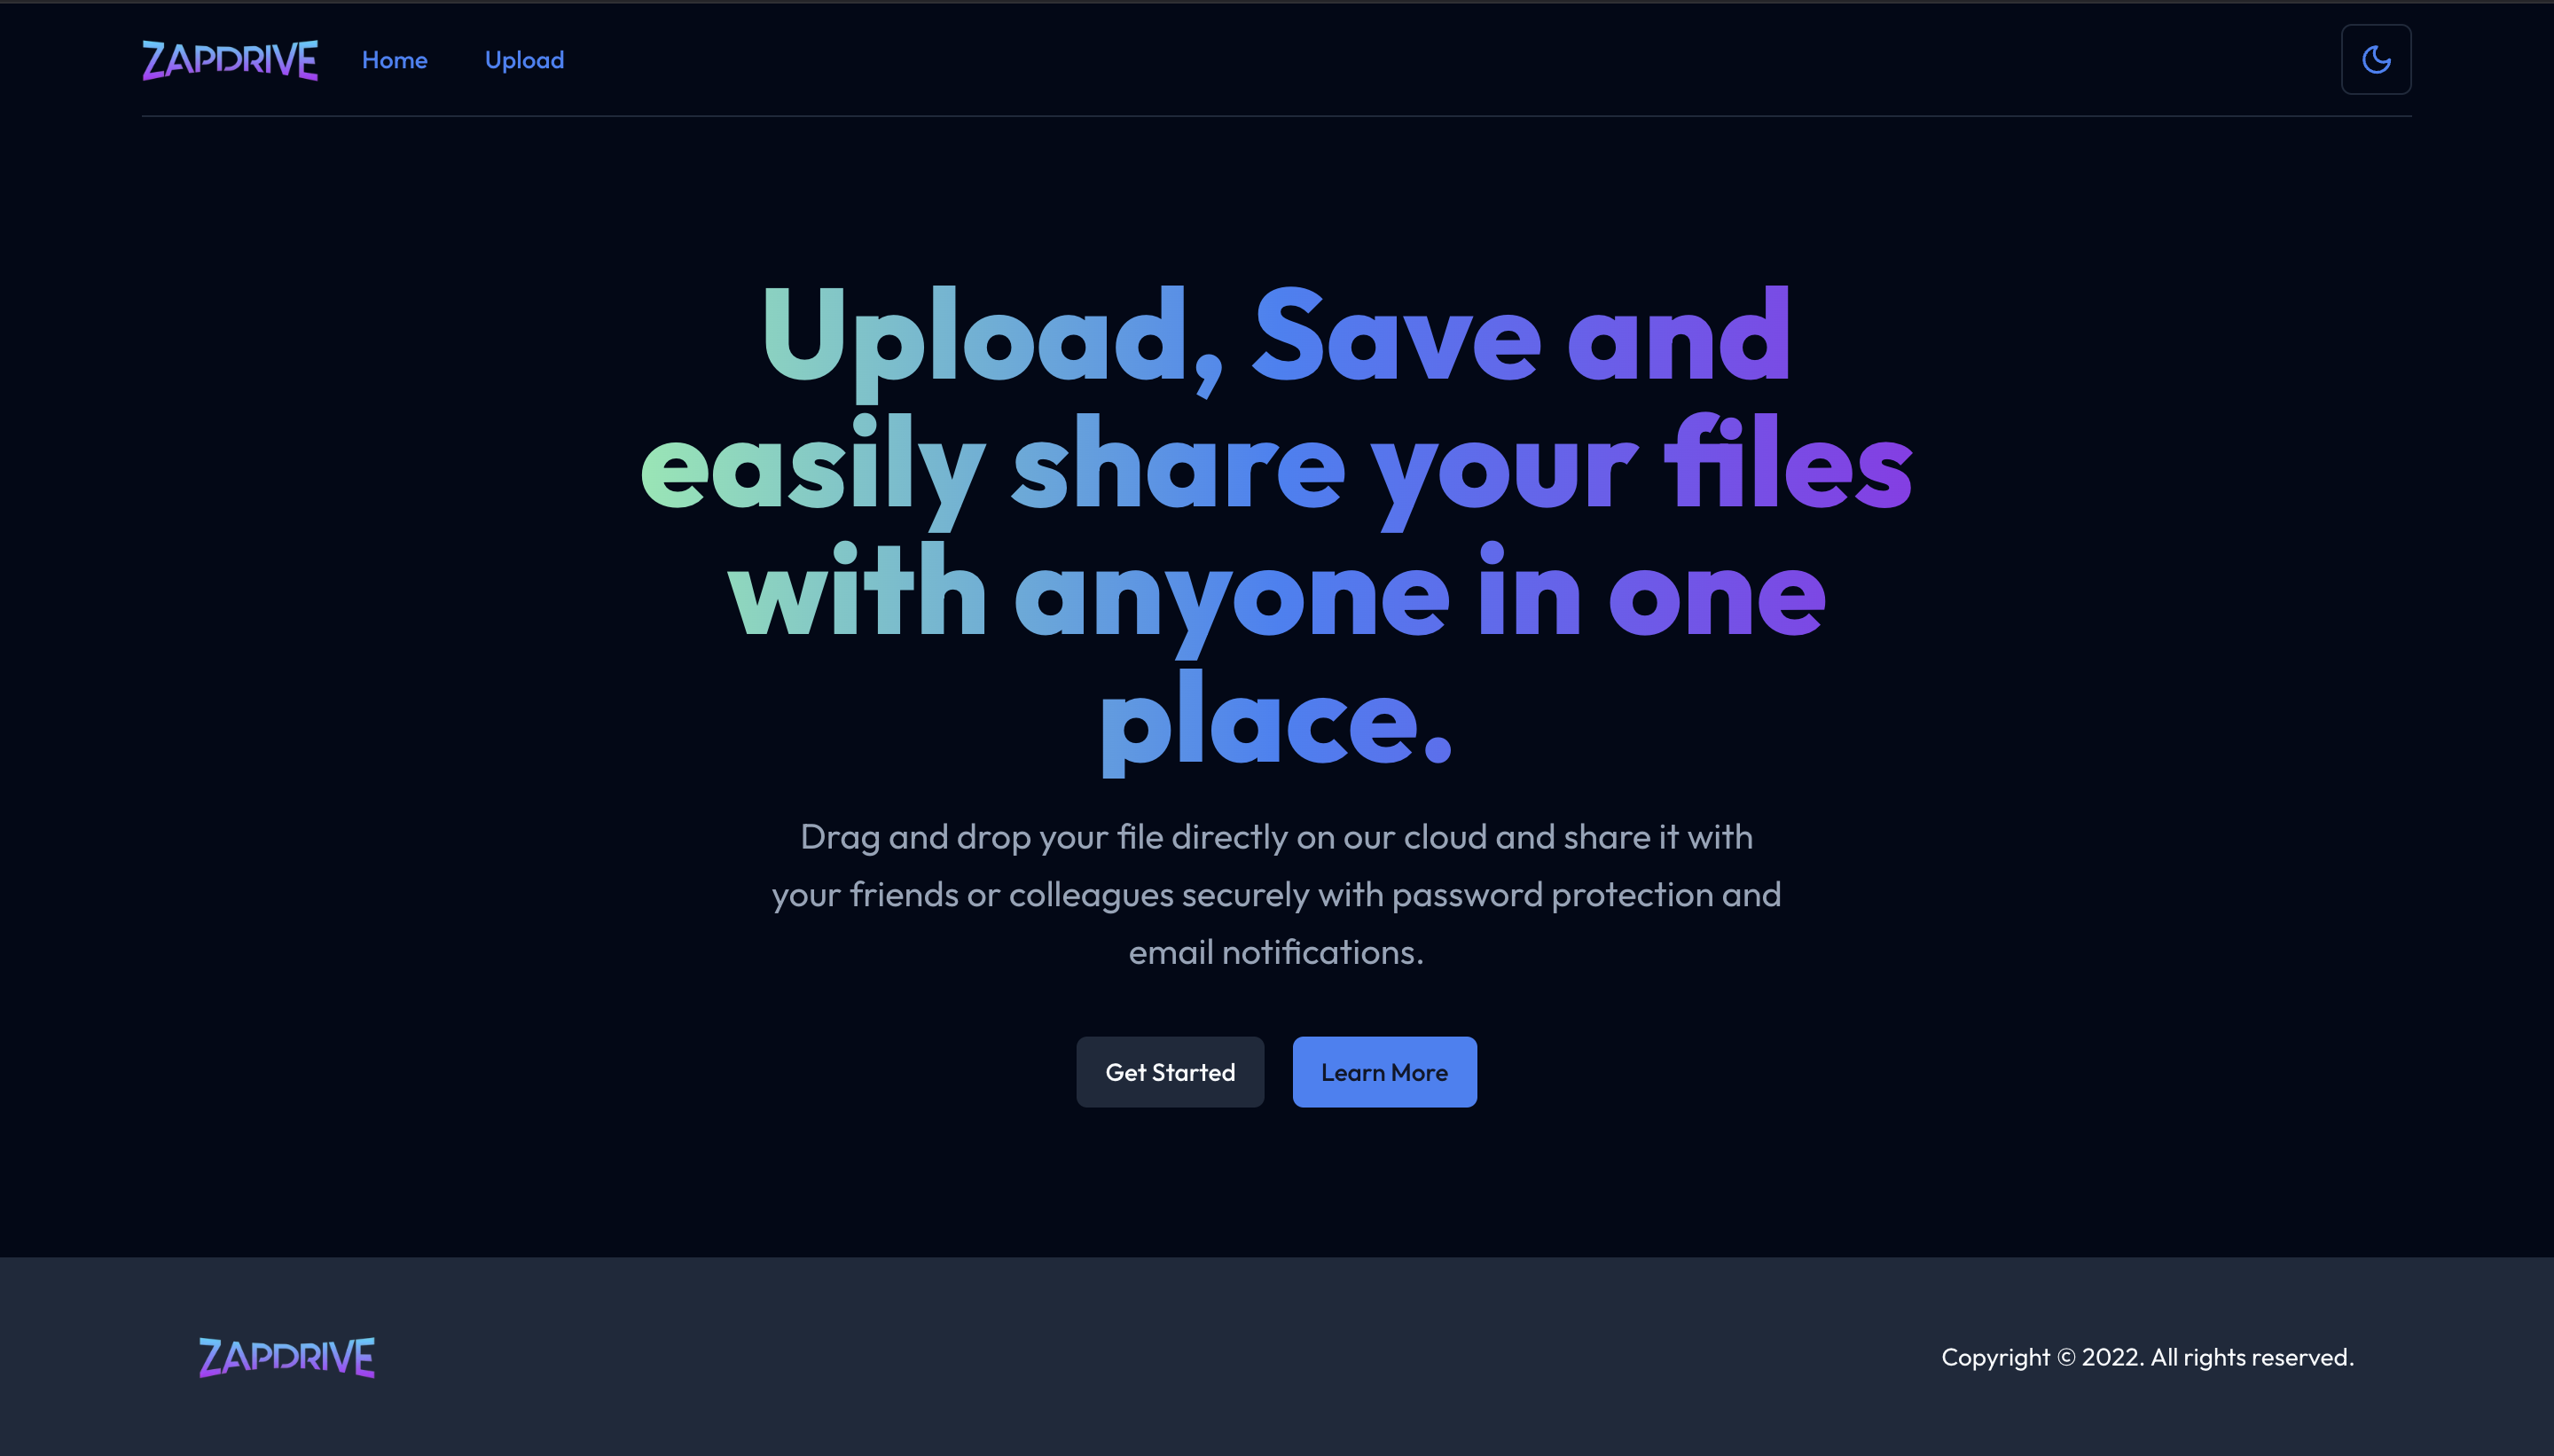 ZAPDRIVE Home Upload
Upload, Save and
easily share your files
with anyone in one
place.
Drag and drop your file directly on our cloud and share it with
your friends or colleagues securely with password protection and
email notifications.
Get Started Learn More
ZAPDRIVE Copyright © 2022. All rights reserved.